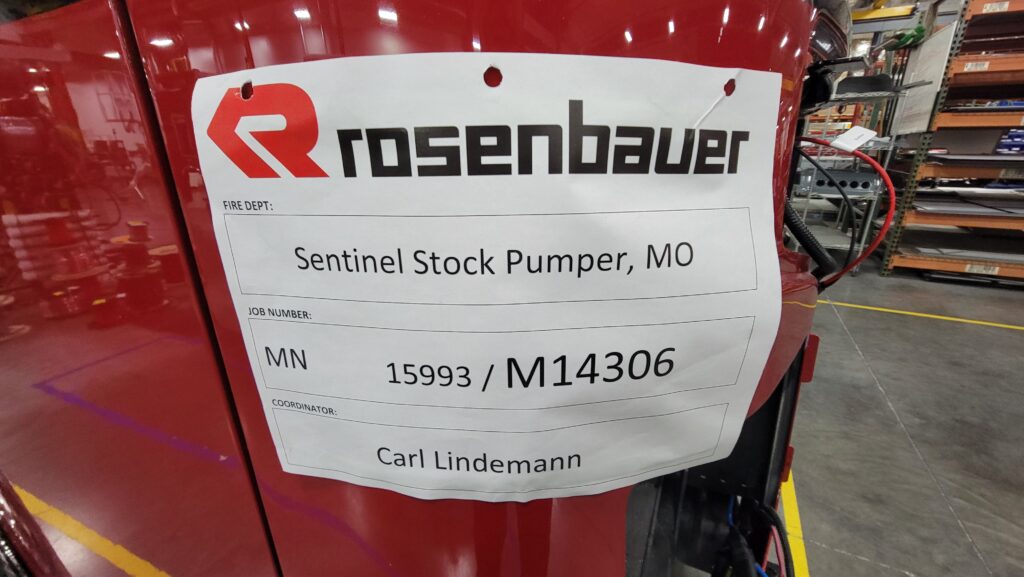 rosenbauer
FIRE DEPT:
Sentinel Stock Pumper, MO
JOB NUMBER:
MN 15993 / M14306
COORDINATOR:
Carl Lindemann